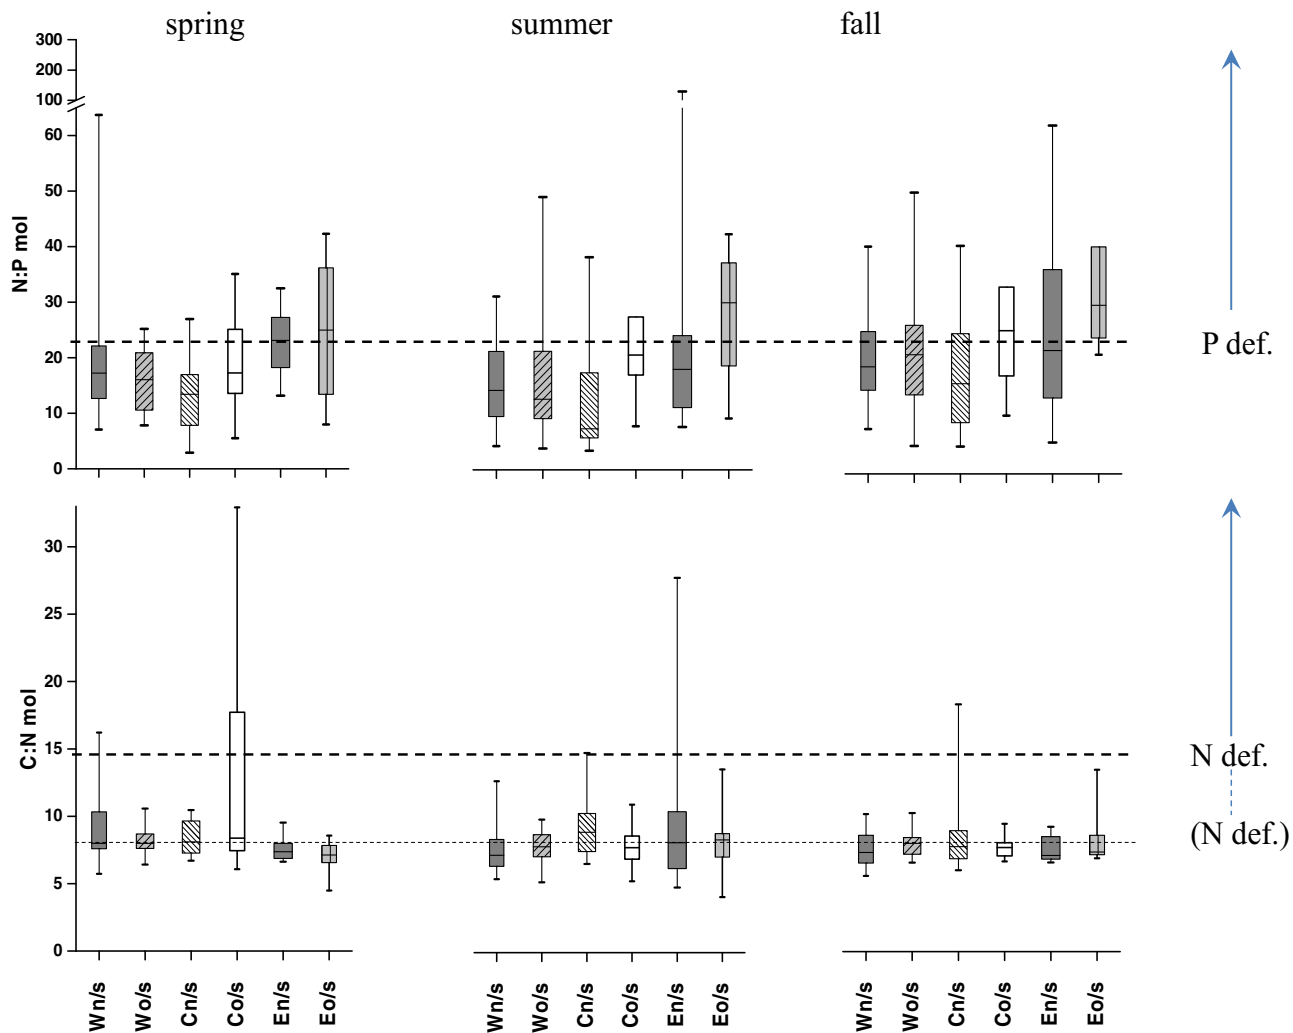 spring summer fall
300
200
100
60
50
40
30
20
10
0
N:P mol
P def.
30
25
20
15
10
5
0
C:N mol
N def.
(N def.)
Wn/s Wo/s Cn/s Co/s En/s Eo/s Wn/s Wo/s Cn/s Co/s En/s Eo/s Wn/s Wo/s Cn/s Co/s En/s Eo/s